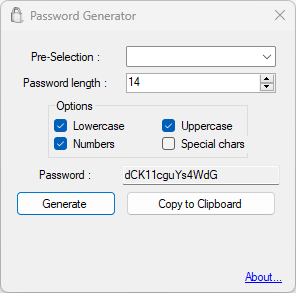 Password Generator
Pre-Selection :
Password length : 14
Options
Lowercase Uppercase
Numbers Special chars
Password : dCK11cguYs4WdG
Generate Copy to Clipboard
About...